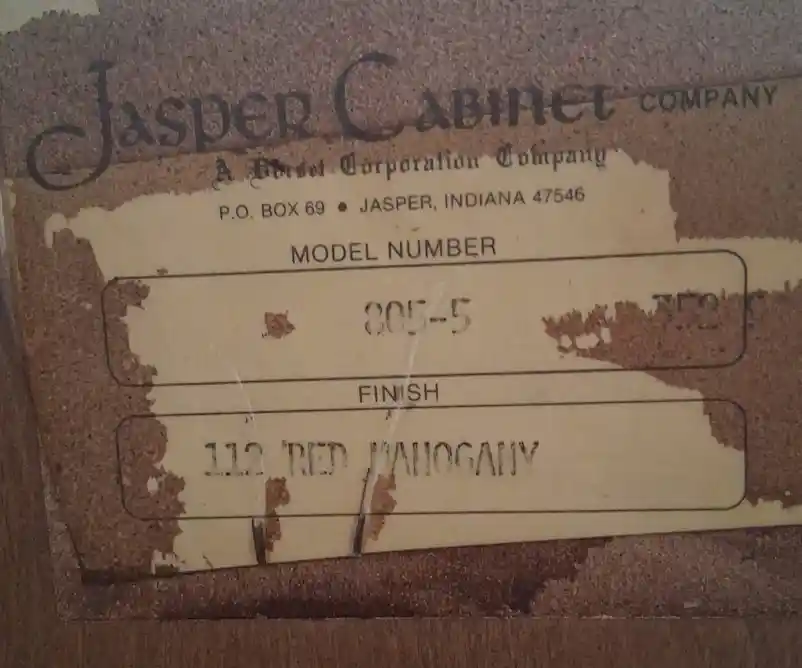 JASPER CABINET COMPANY
A Corporation Company
P.O. BOX 69 • JASPER, INDIANA 47546
MODEL NUMBER
805-5
FINISH
112 RED MAHOGANY